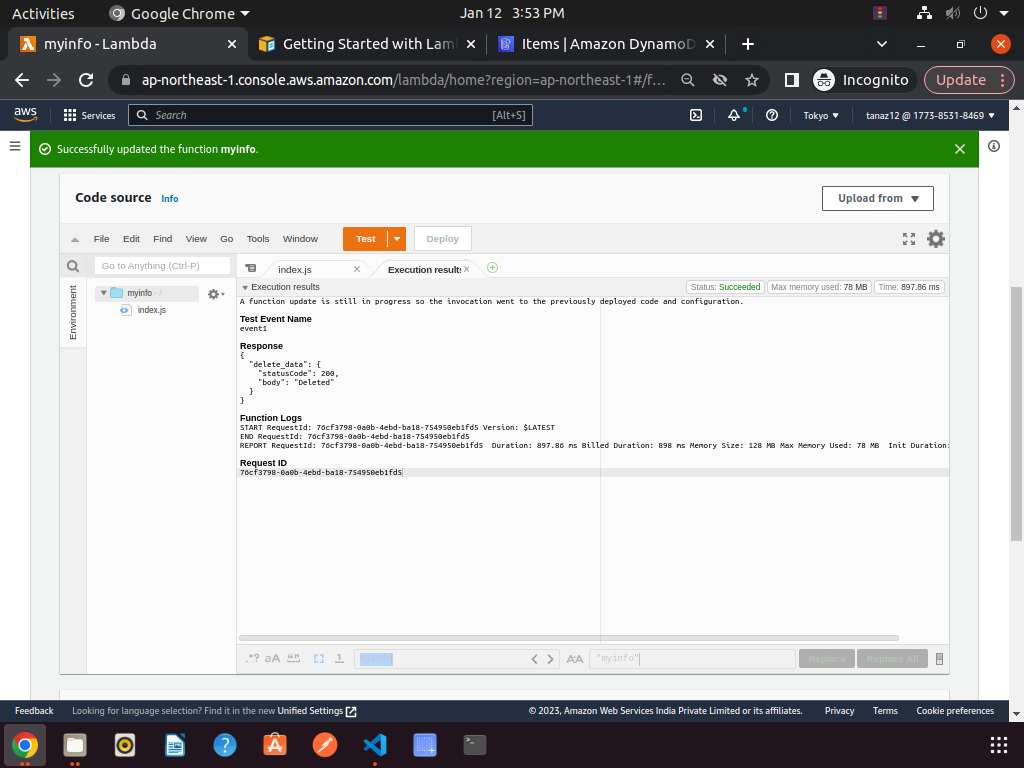 Activities
Google Chrome
Jan 12 3:53 PM
myinfo - Lambda
Getting Started with Lam
Items | Amazon DynamoD
ap-northeast-1.console.aws.amazon.com/lambda/home?region=ap-northeast-1#/f...
Incognito
Update
aws
Services
Search
[Alt+S]
Tokyo
tanaz12 @ 1773-8531-8469
Successfully updated the function myinfo.
Code source
Info
Upload from
File
Edit
Find
View
Go
Tools
Window
Test
Deploy
Go to Anything (Ctrl-P)
index.js
Execution results
Environment
myinfo - /
index.js
Execution results
Status: Succeeded
Max memory used: 78 MB
Time: 897.86 ms
A function update is still in progress so the invocation went to the previously deployed code and configuration.
Test Event Name
event1
Response
{
"delete_data": {
"statusCode": 200,
"body": "Deleted"
}
}
Function Logs
START RequestId: 76cf3798-0a0b-4ebd-ba18-754950eb1fd5 Version: $LATEST
END RequestId: 76cf3798-0a0b-4ebd-ba18-754950eb1fd5
REPORT RequestId: 76cf3798-0a0b-4ebd-ba18-754950eb1fd5 Duration: 897.86 ms Billed Duration: 898 ms Memory Size: 128 MB Max Memory Used: 78 MB Init Duration:
Request ID
76cf3798-0a0b-4ebd-ba18-754950eb1fd5
.*?
aA
"myinfo"
Replace
Replace All
Feedback
Looking for language selection? Find it in the new Unified Settings
© 2023, Amazon Web Services India Private Limited or its affiliates.
Privacy
Terms
Cookie preferences